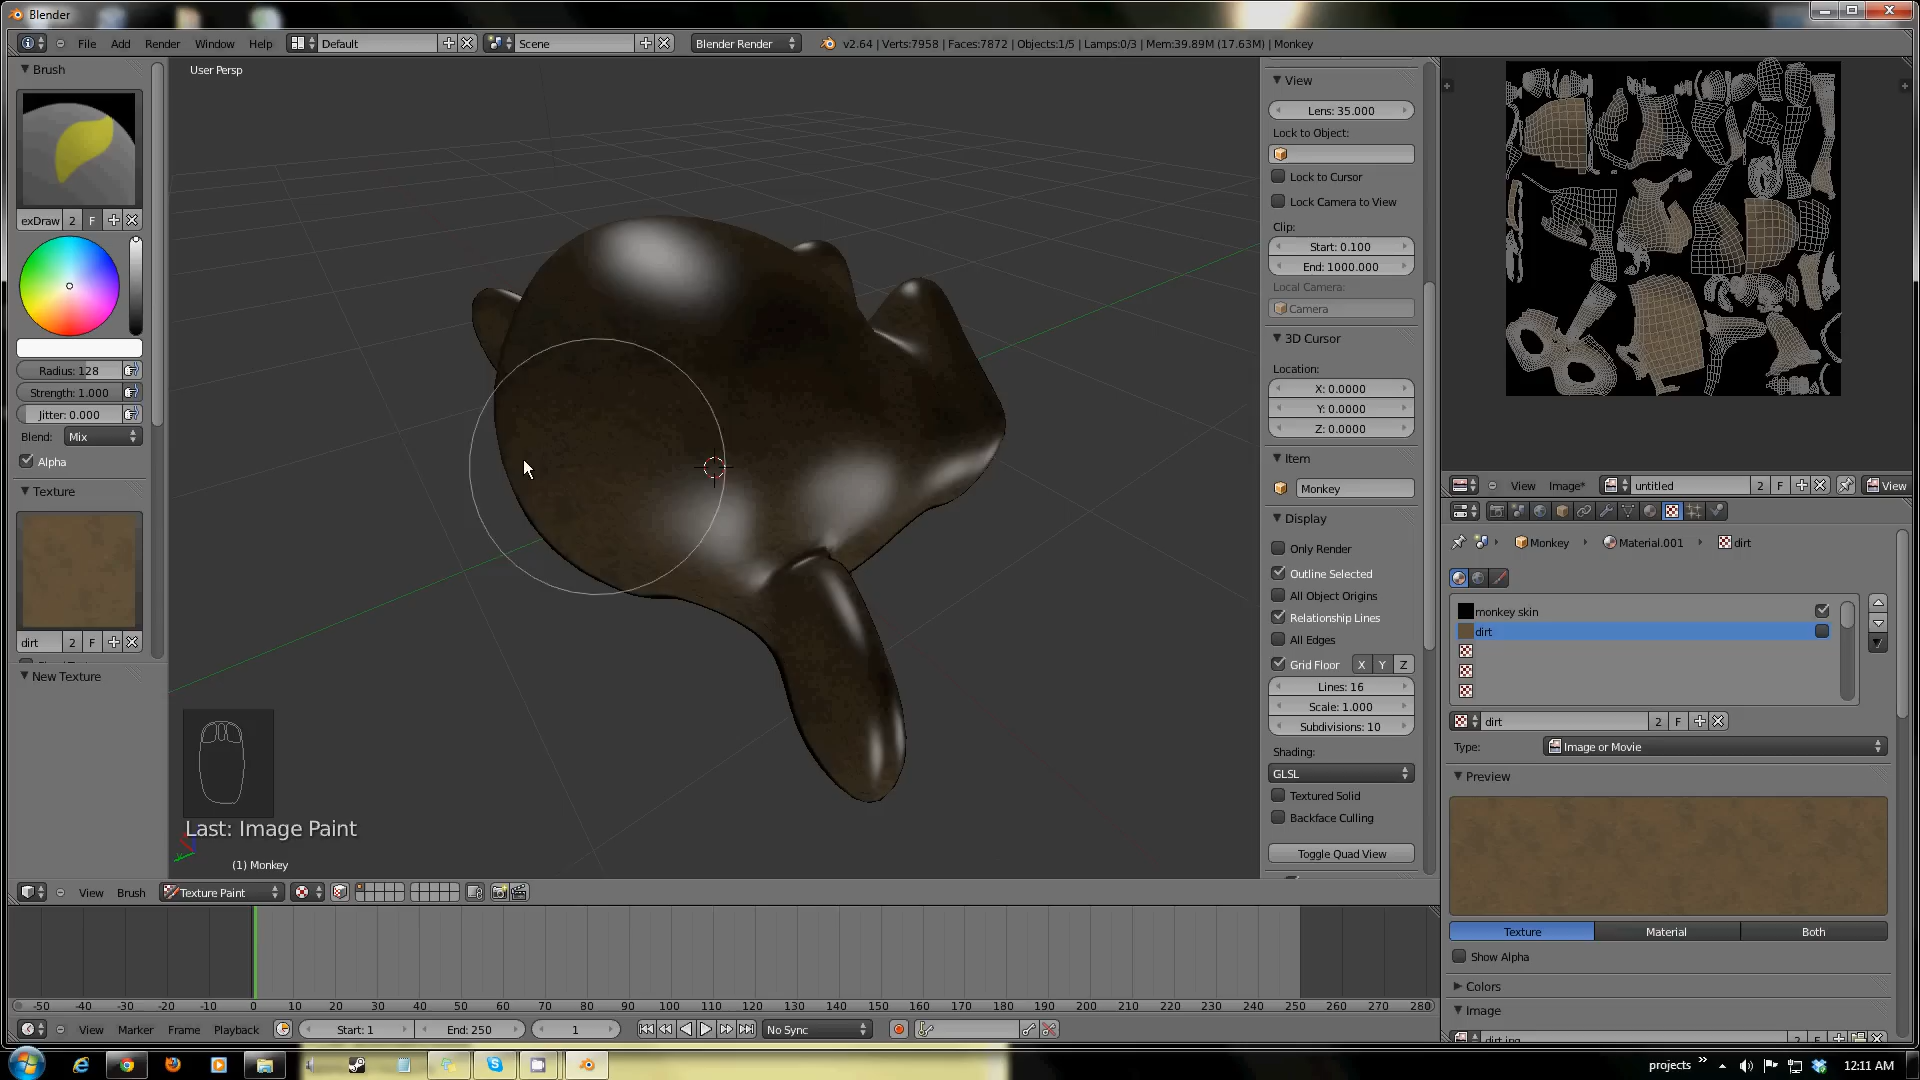 Blender
File Add Render Window Help
Default
Scene
Blender Render
v2.64 | Verts:7958 | Faces:7872 | Objects:1/5 | Lamps:0/3 | Mem:39.89M (17.63M) | Monkey
Brush
exDraw 2 F
Radius: 128
Strength: 1.000
Jitter: 0.000
Blend: Mix
Alpha
Texture
dirt 2 F
New Texture
User Persp
Last: Image Paint
(1) Monkey
View
Lens: 35.000
Lock to Object:
Lock to Cursor
Lock Camera to View
Clip:
Start: 0.100
End: 1000.000
Local Camera:
Camera
3D Cursor
Location:
X: 0.0000
Y: 0.0000
Z: 0.0000
Item
Monkey
Display
Only Render
Outline Selected
All Object Origins
Relationship Lines
All Edges
Grid Floor X Y Z
Lines: 16
Scale: 1.000
Subdivisions: 10
Shading:
GLSL
Textured Solid
Backface Culling
Toggle Quad View
View Image* untitled 2 F View
Monkey Material.001 dirt
monkey skin
dirt
dirt 2 F
Type: Image or Movie
Preview
Texture Material Both
Show Alpha
Colors
Image
View Brush Texture Paint
-50 -40 -30 -20 -10 0 10 20 30 40 50 60 70 80 90 100 110 120 130 140 150 160 170 180 190 200 210 220 230 240 250 260 270 280
View Marker Frame Playback Start: 1 End: 250 1 No Sync
projects 12:11 AM